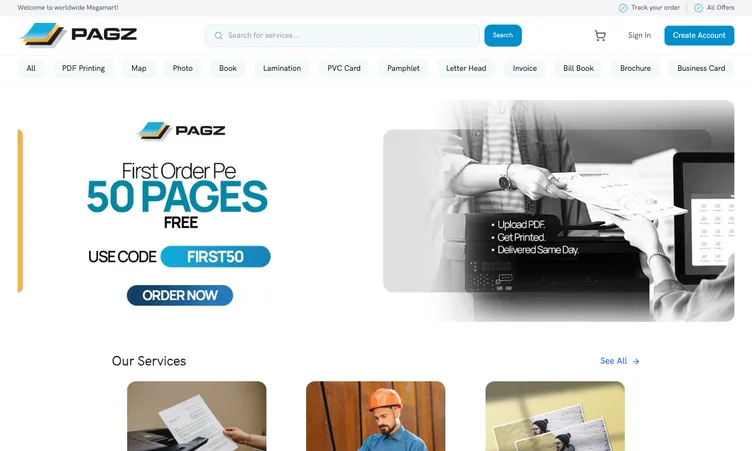 Welcome to worldwide Megamart!
Track your order
All Offers
PAGZ
Search for services...
Search
Sign In
Create Account
All
PDF Printing
Map
Photo
Book
Lamination
PVC Card
Pamphlet
Letter Head
Invoice
Bill Book
Brochure
Business Card
PAGZ
First Order Pe
50 PAGES
FREE
USE CODE FIRST50
ORDER NOW
• Upload PDF.
• Get Printed.
• Delivered Same Day.
Our Services
See All